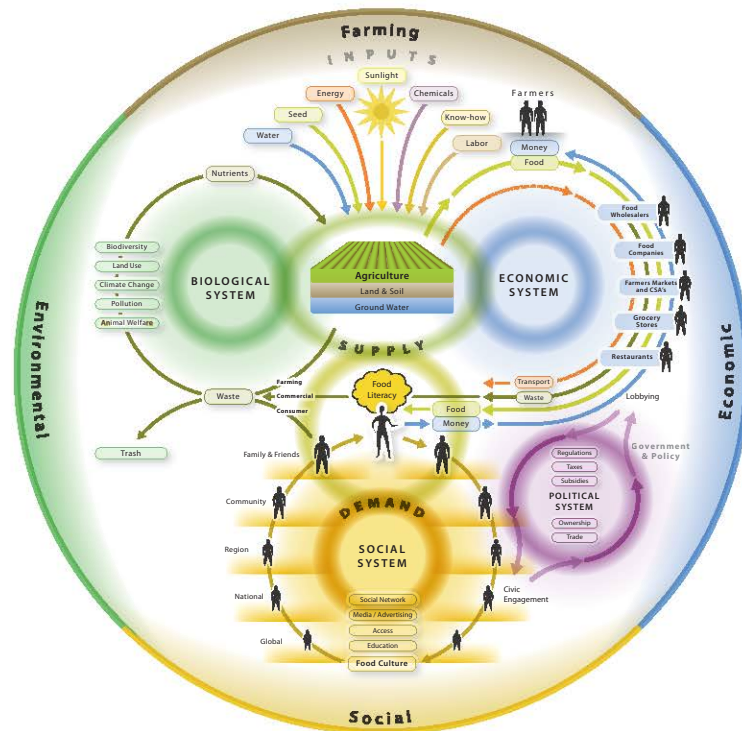 Farming
INPUTS
Sunlight
Energy
Chemicals
Seed
Know-how
Water
Labor
Farmers
Money
Food
Nutrients
Food
Wholesalers
Food
Companies
Farmers Markets
and CSA's
Grocery
Stores
Restaurants
Biodiversity
Land Use
Climate Change
Pollution
Animal Welfare
BIOLOGICAL
SYSTEM
Agriculture
Land & Soil
Ground Water
ECONOMIC
SYSTEM
Environmental
Economic
SUPPLY
Farming
Commercial
Consumer
Waste
Trash
Food
Literacy
Transport
Waste
Food
Money
Lobbying
Government
& Policy
Regulations
Taxes
Subsidies
POLITICAL
SYSTEM
Ownership
Trade
Civic
Engagement
Family & Friends
Community
Region
National
Global
DEMAND
SOCIAL
SYSTEM
Social Network
Media / Advertising
Access
Education
Food Culture
Social